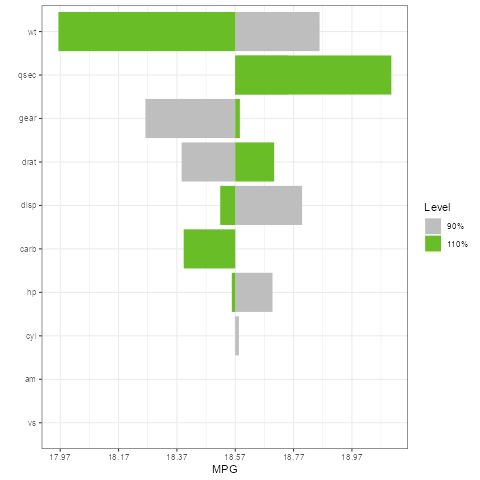 wt
qsec
gear
drat
disp
carb
hp
cyl
am
vs
17.97 18.17 18.37 18.57 18.77 18.97
MPG
Level
90%
110%